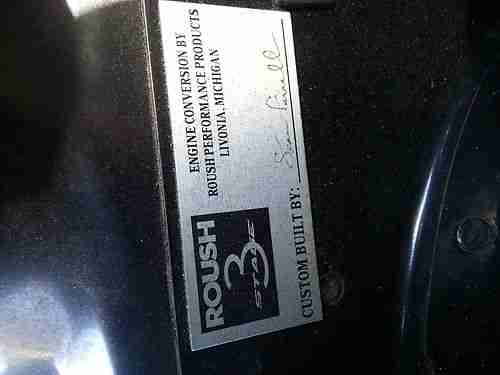 ROUSH
3
STAGE
ENGINE CONVERSION BY
ROUSH PERFORMANCE PRODUCTS
LIVONIA, MICHIGAN
CUSTOM BUILT BY: